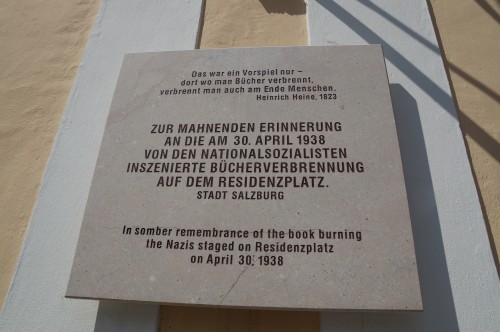 Das war ein Vorspiel nur –
dort wo man Bücher verbrennt,
verbrennt man auch am Ende Menschen.
Heinrich Heine, 1823
ZUR MAHNENDEN ERINNERUNG
AN DIE AM 30. APRIL 1938
VON DEN NATIONALSOZIALISTEN
INSZENIERTE BÜCHERVERBRENNUNG
AUF DEM RESIDENZPLATZ.
STADT SALZBURG
In somber remembrance of the book burning
the Nazis staged on Residenzplatz
on April 30, 1938